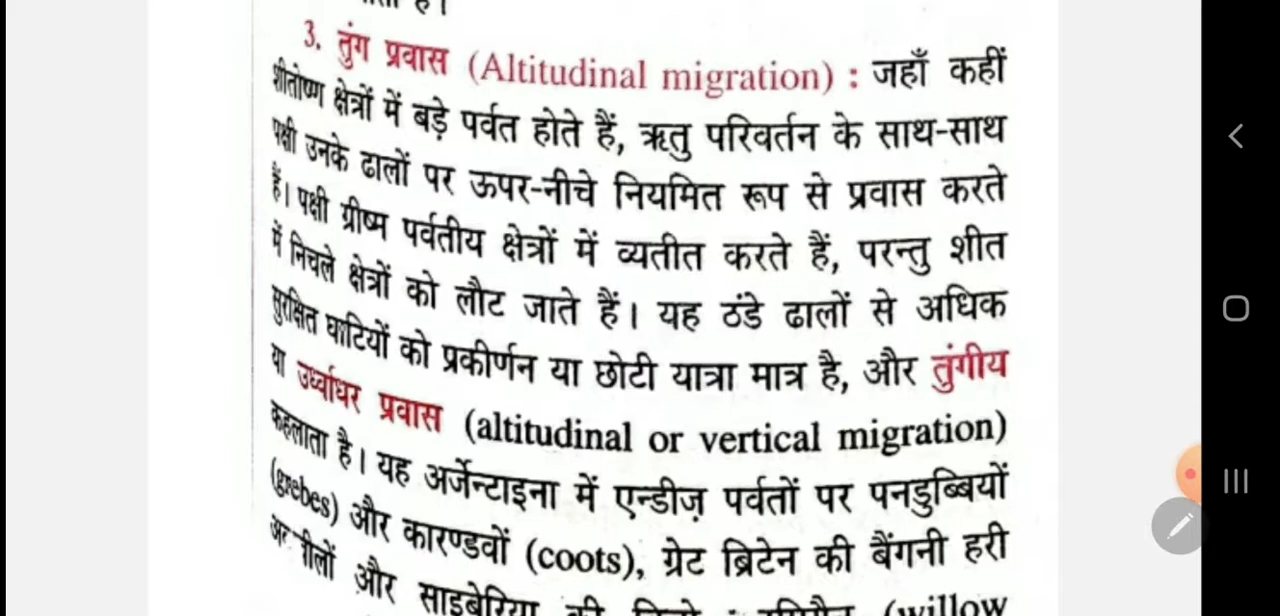 3. तुंग प्रवास (Altitudinal migration) : जहाँ कहीं
शीतोष्ण क्षेत्रों में बड़े पर्वत होते हैं, ऋतु परिवर्तन के साथ-साथ
पक्षी उनके ढालों पर ऊपर-नीचे नियमित रूप से प्रवास करते
हैं। पक्षी ग्रीष्म पर्वतीय क्षेत्रों में व्यतीत करते हैं, परन्तु शीत
में निचले क्षेत्रों को लौट जाते हैं। यह ठंडे ढालों से अधिक
सुरक्षित घाटियों को प्रकीर्णन या छोटी यात्रा मात्र है, और तुंगीय
या उर्ध्वाधर प्रवास (altitudinal or vertical migration)
कहलाता है। यह अर्जेन्टाइना में एन्डीज़ पर्वतों पर पनडुब्बियों
(grebes) और कारण्डवों (coots), ग्रेट ब्रिटेन की बैंगनी हरी
और साइबेरिया की (willow